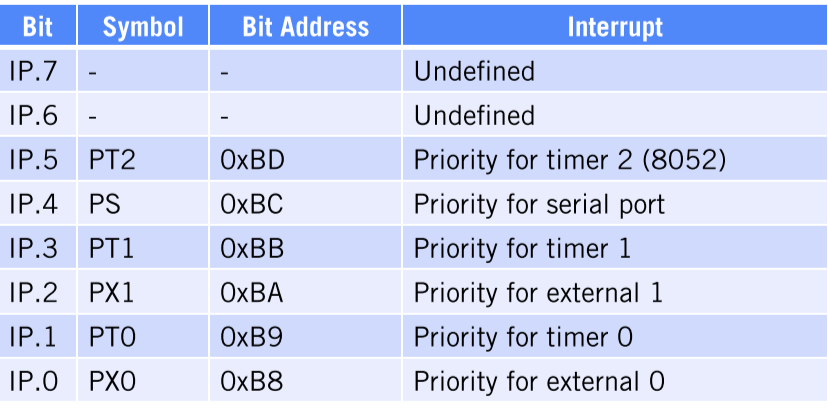 Bit Symbol Bit Address Interrupt
IP.7 - - Undefined
IP.6 - - Undefined
IP.5 PT2 0xBD Priority for timer 2 (8052)
IP.4 PS 0xBC Priority for serial port
IP.3 PT1 0xBB Priority for timer 1
IP.2 PX1 0xBA Priority for external 1
IP.1 PT0 0xB9 Priority for timer 0
IP.0 PX0 0xB8 Priority for external 0